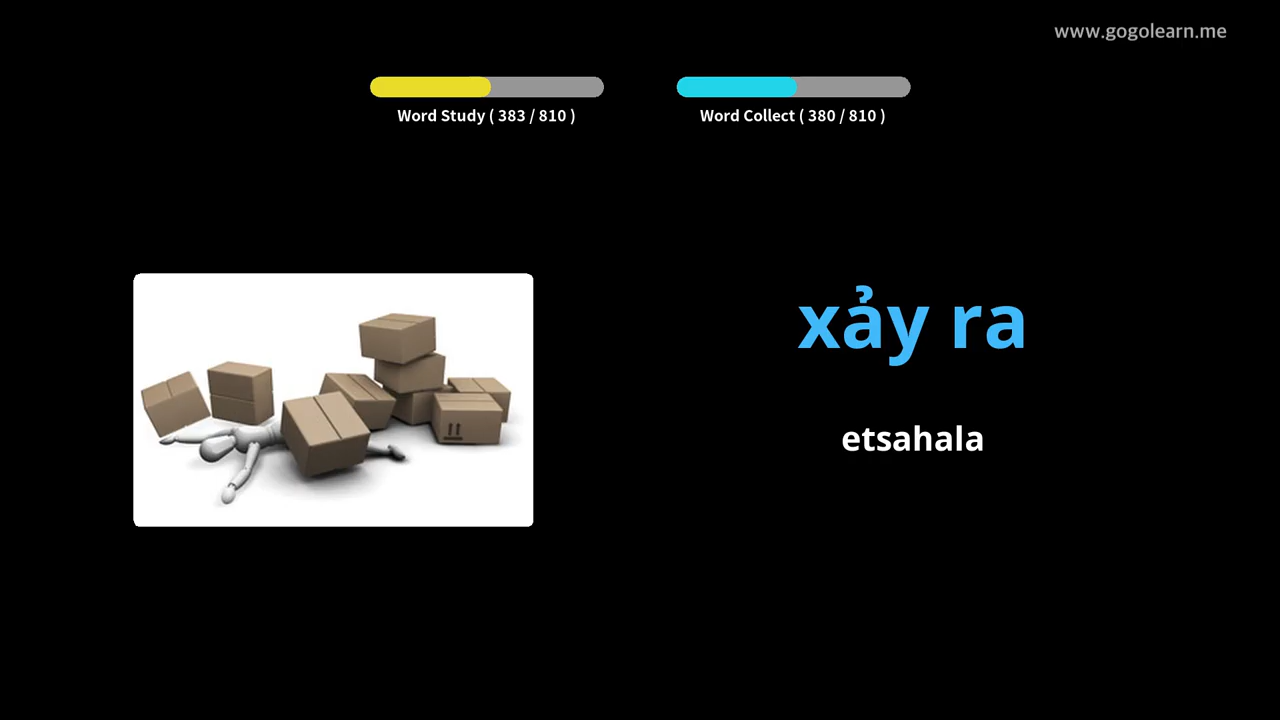 www.gogolearn.me
Word Study ( 383 / 810 )
Word Collect ( 380 / 810 )
xảy ra
etsahala